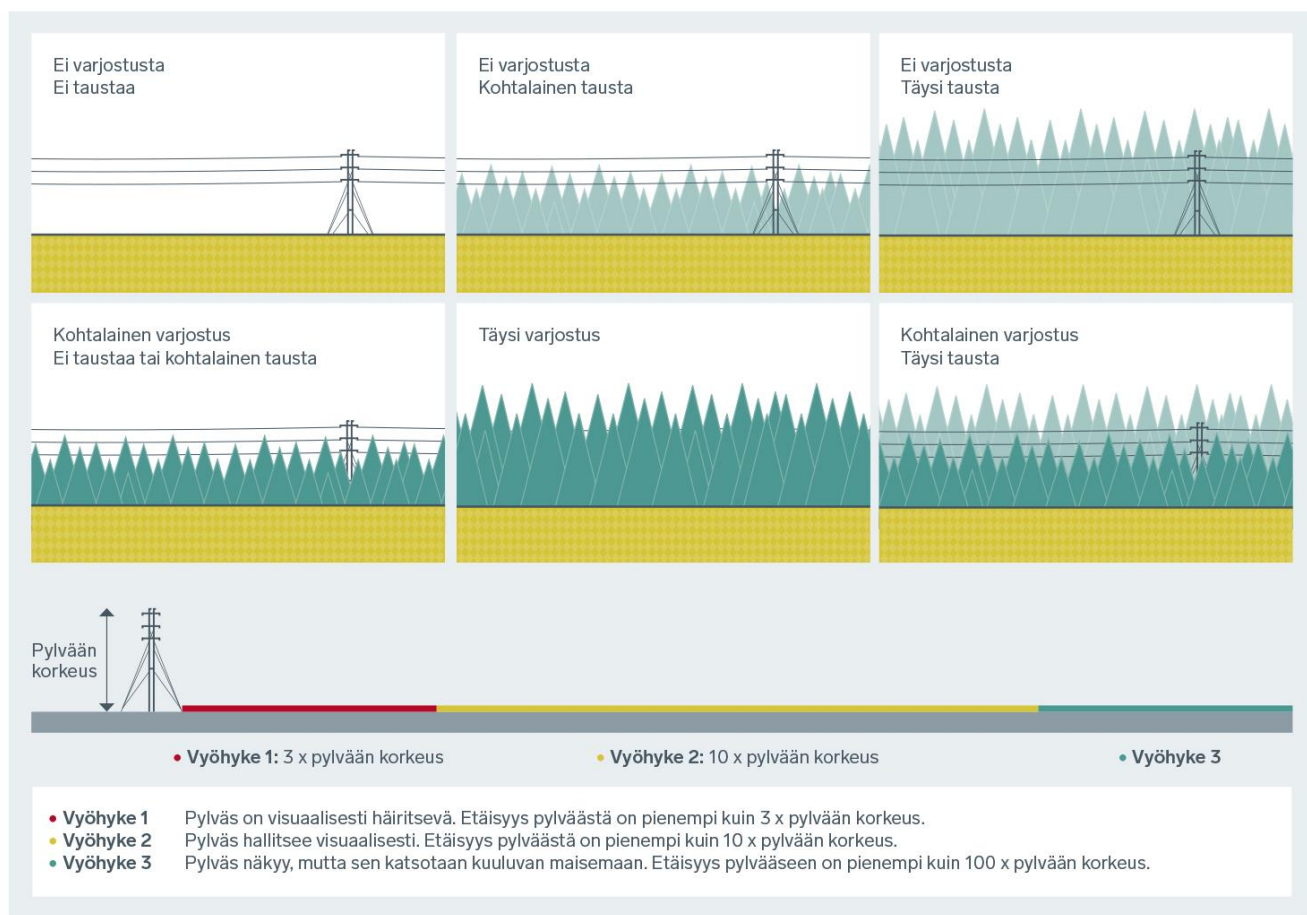 Ei varjostusta
Ei taustaa
Ei varjostusta
Kohtalainen tausta
Ei varjostusta
Täysi tausta
Kohtalainen varjostus
Ei taustaa tai kohtalainen tausta
Täysi varjostus
Kohtalainen varjostus
Täysi tausta
Pylvään
korkeus
• Vyöhyke 1: 3 x pylvään korkeus
• Vyöhyke 2: 10 x pylvään korkeus
• Vyöhyke 3
• Vyöhyke 1 Pylväs on visuaalisesti häiritsevä. Etäisyys pylväästä on pienempi kuin 3 x pylvään korkeus.
• Vyöhyke 2 Pylväs hallitsee visuaalisesti. Etäisyys pylväästä on pienempi kuin 10 x pylvään korkeus.
• Vyöhyke 3 Pylväs näkyy, mutta sen katsotaan kuuluvan maisemaan. Etäisyys pylvääseen on pienempi kuin 100 x pylvään korkeus.